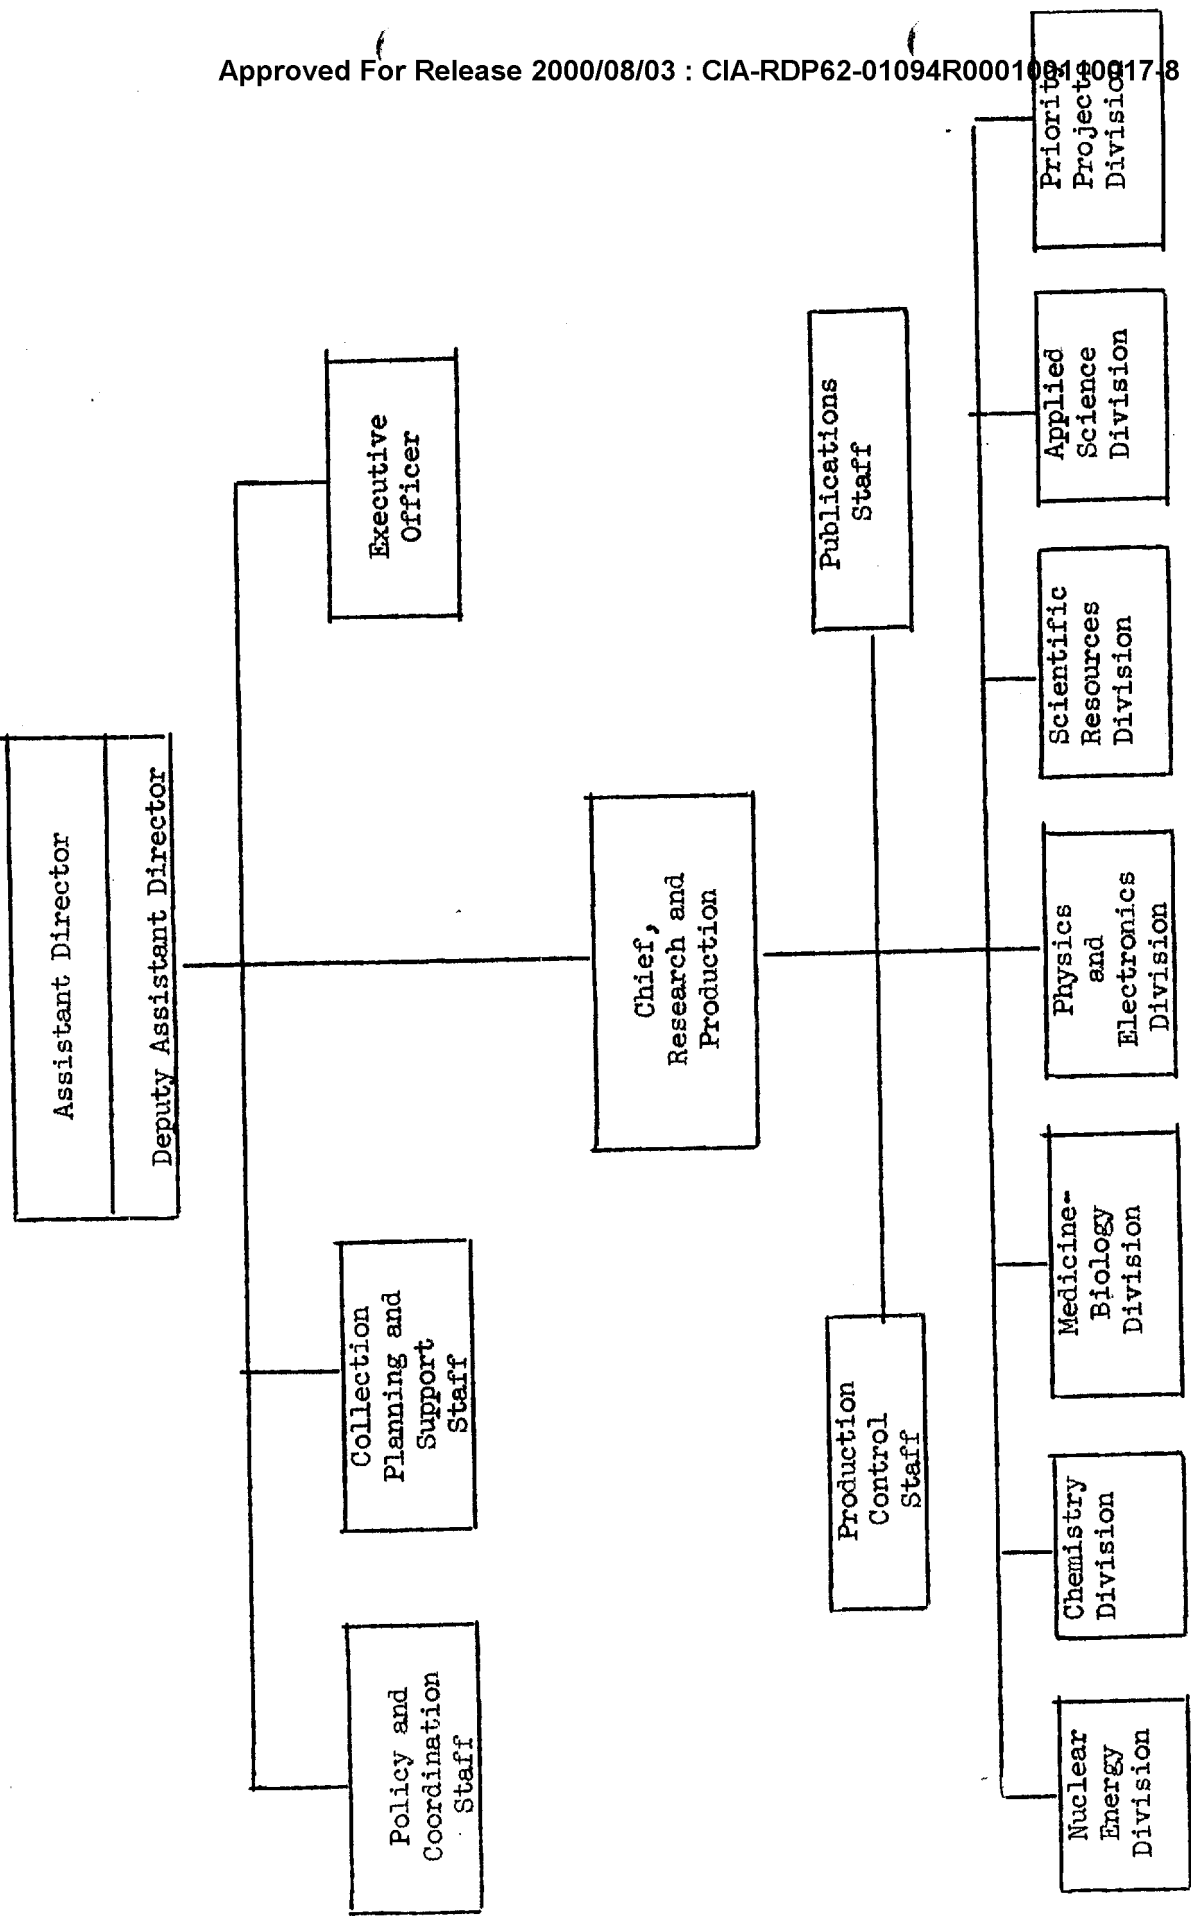 Approved For Release 2000/08/03 : CIA-RDP62-01094R000100110017-8
Assistant Director
Deputy Assistant Director
Policy and
Coordination
Staff
Collection
Planning and
Support
Staff
Executive
Officer
Chief,
Research and
Production
Production
Control
Staff
Publications
Staff
Nuclear
Energy
Division
Chemistry
Division
Medicine-
Biology
Division
Physics
and
Electronics
Division
Scientific
Resources
Division
Applied
Science
Division
Priority
Project
Division